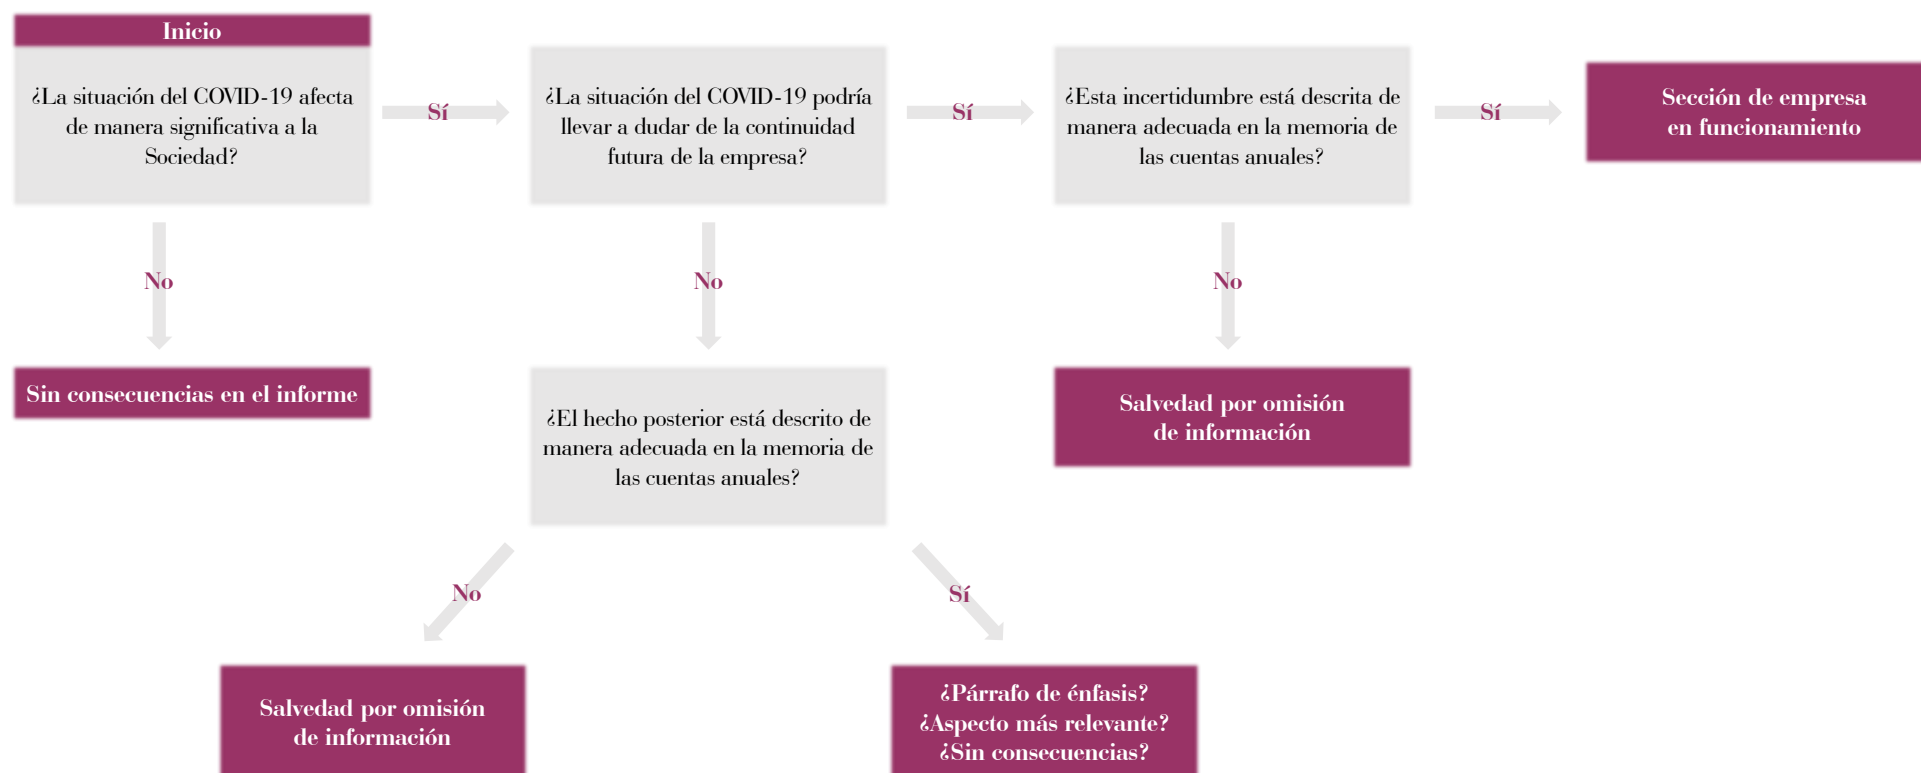 Inicio
¿La situación del COVID-19 afecta
de manera significativa a la
Sociedad?
Sí
¿La situación del COVID-19 podría
llevar a dudar de la continuidad
futura de la empresa?
Sí
¿Esta incertidumbre está descrita de
manera adecuada en la memoria de
las cuentas anuales?
Sí
Sección de empresa
en funcionamiento
No
No
No
Sin consecuencias en el informe
¿El hecho posterior está descrito de
manera adecuada en la memoria de
las cuentas anuales?
Salvedad por omisión
de información
No
Sí
Salvedad por omisión
de información
¿Párrafo de énfasis?
¿Aspecto más relevante?
¿Sin consecuencias?